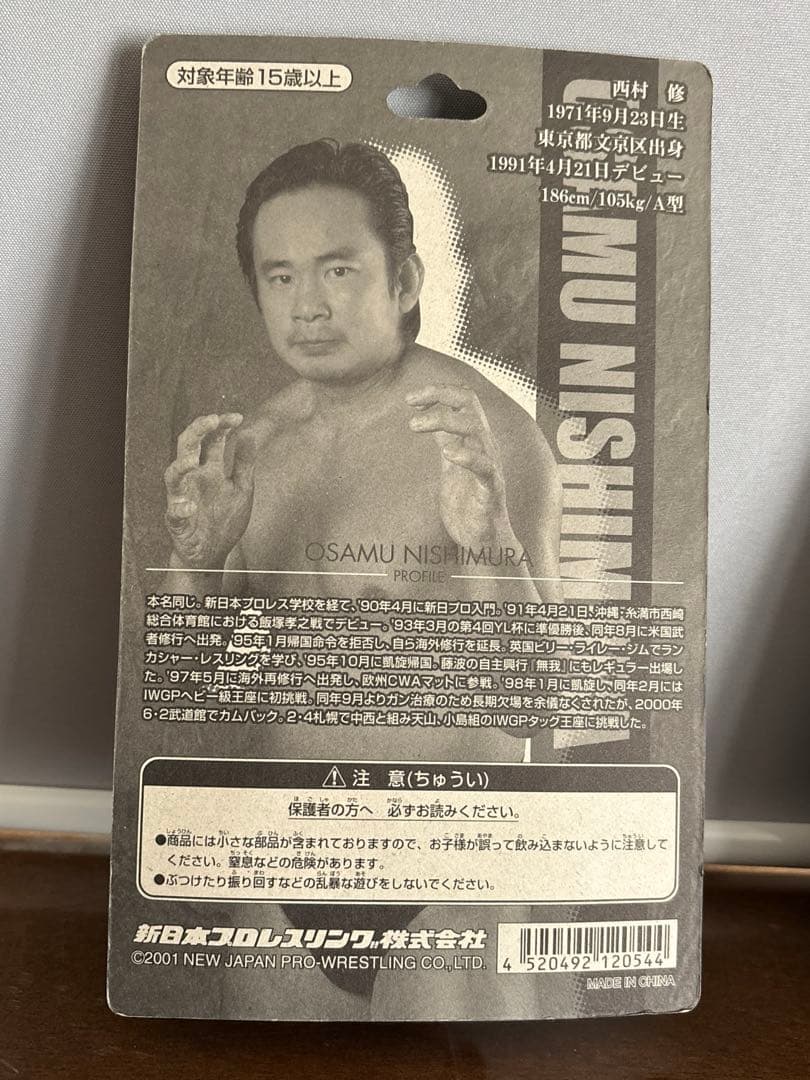 対象年齢15歳以上
西村 修
1971年9月23日生
東京都文京区出身
1991年4月21日デビュー
186cm/105kg/A型
OSAMU NISHIMURA
OSAMU NISHIMURA
PROFILE
本名同じ。新日本プロレス学校を経て、'90年4月に新日プロ入門。'91年4月21日、沖縄・糸満市西崎
総合体育館における飯塚孝之戦でデビュー。'93年3月の第4回YL杯に準優勝後、同年8月に米国武
者修行へ出発。'95年1月帰国命令を拒否し、自ら海外修行を延長。英国ビリー・ライレー・ジムでラン
カシャー・レスリングを学び、'95年10月に凱旋帰国。藤波の自主興行「無我」にもレギュラー出場し
た。'97年5月に海外再修行へ出発し、欧州CWAマットに参戦。'98年1月に凱旋し、同年2月には
IWGPヘビー級王座に初挑戦。同年9月よりガン治療のため長期欠場を余儀なくされたが、2000年
6・2武道館でカムバック。2・4札幌で中西と組み天山、小島組のIWGPタッグ王座に挑戦した。
⚠注 意(ちゅうい)
保護者の方へ 必ずお読みください。
●商品には小さな部品が含まれておりますので、お子様が誤って飲み込まないように注意して
ください。窒息などの危険があります。
●ぶつけたり振り回すなどの乱暴な遊びをしないでください。
新日本プロレスリング株式会社
©2001 NEW JAPAN PRO-WRESTLING CO.,LTD.
4 520492 120544
MADE IN CHINA